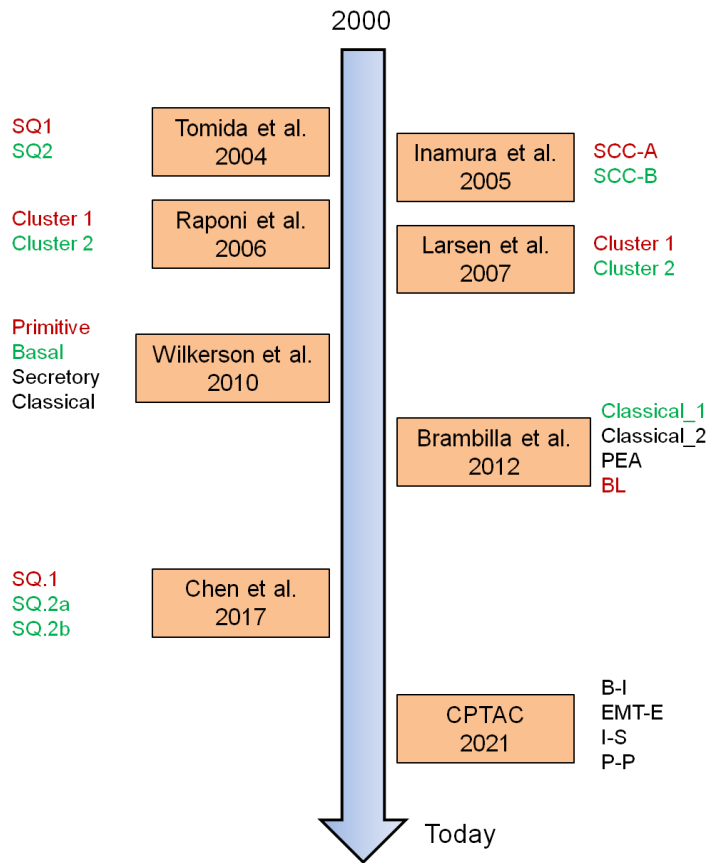 2000
SQ1
SQ2
Tomida et al.
2004
Inamura et al.
2005
SCC-A
SCC-B
Cluster 1
Cluster 2
Raponi et al.
2006
Larsen et al.
2007
Cluster 1
Cluster 2
Primitive
Basal
Secretory
Classical
Wilkerson et al.
2010
Brambilla et al.
2012
Classical_1
Classical_2
PEA
BL
SQ.1
SQ.2a
SQ.2b
Chen et al.
2017
CPTAC
2021
B-I
EMT-E
I-S
P-P
Today